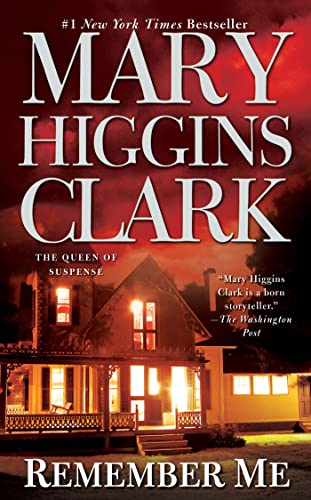 #1 New York Times Bestseller
MARY
HIGGINS
CLARK
THE QUEEN OF
SUSPENSE
“Mary Higgins
Clark is a born
storyteller.”
—The Washington
Post
REMEMBER ME